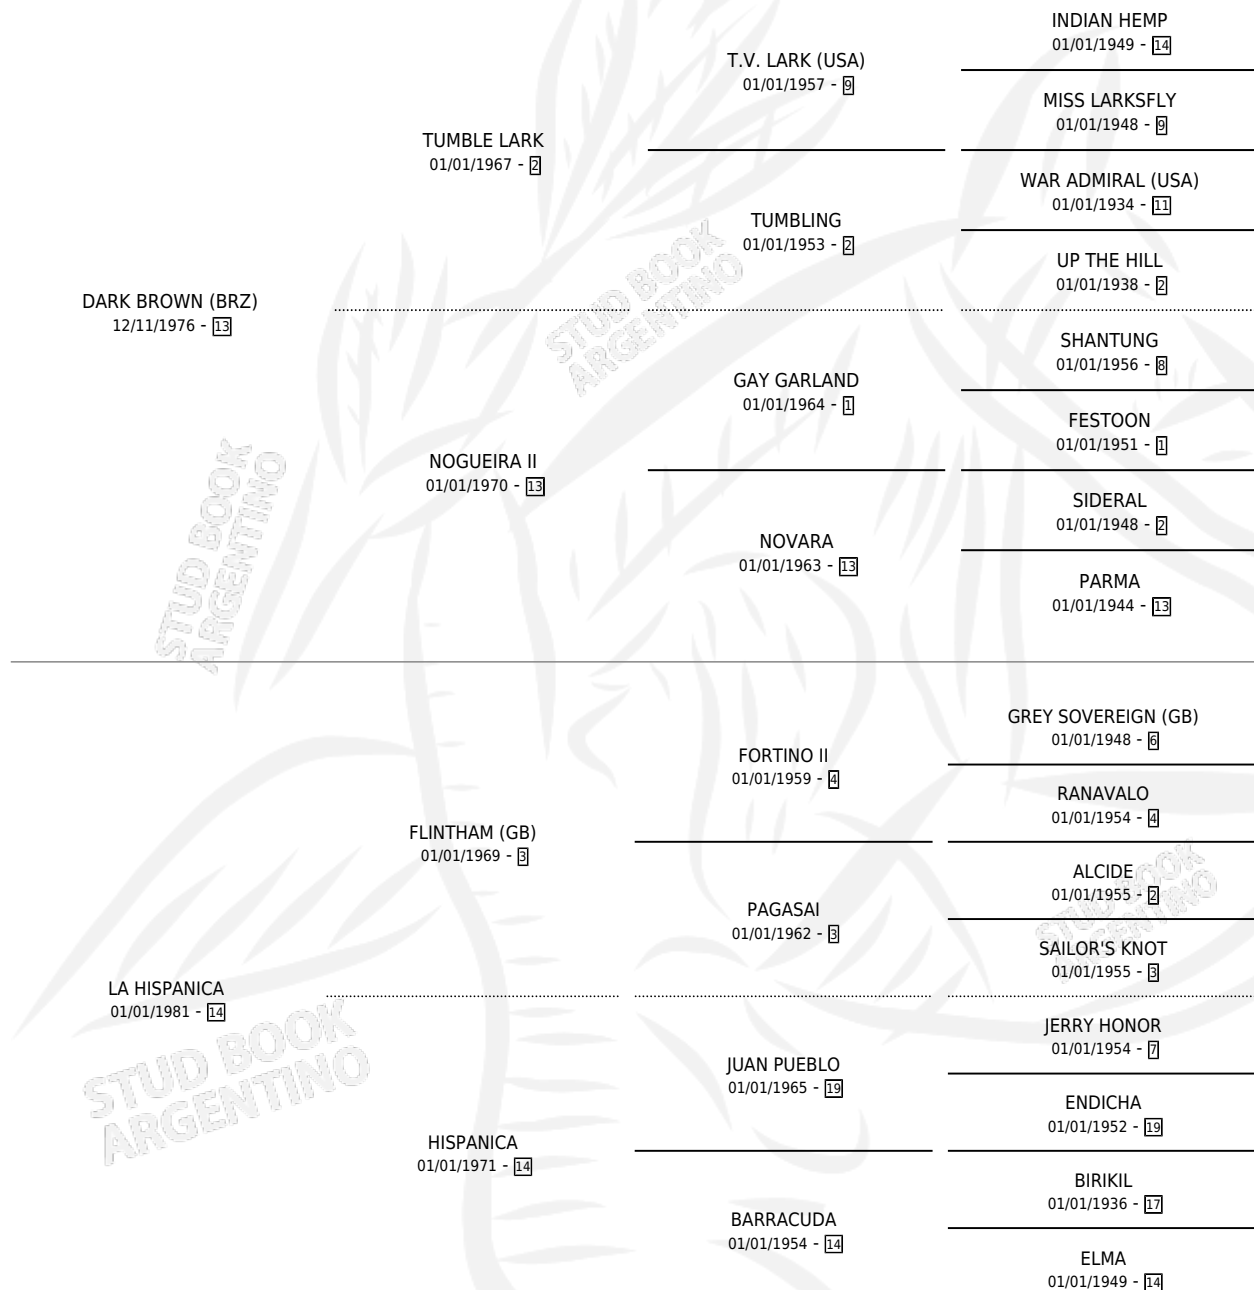 INDIAN HEMP
01/01/1949 - 14
T.V. LARK (USA)
01/01/1957 - 9
MISS LARKSFLY
01/01/1948 - 9
TUMBLE LARK
01/01/1967 - 2
WAR ADMIRAL (USA)
01/01/1934 - 11
TUMBLING
01/01/1953 - 2
UP THE HILL
01/01/1938 - 2
DARK BROWN (BRZ)
12/11/1976 - 13
SHANTUNG
01/01/1956 - 8
GAY GARLAND
01/01/1964 - 1
FESTOON
01/01/1951 - 1
NOGUEIRA II
01/01/1970 - 13
SIDERAL
01/01/1948 - 2
NOVARA
01/01/1963 - 13
PARMA
01/01/1944 - 13
STUD BOOK
ARGENTINO
STUD BOOK
ARGENTINO
GREY SOVEREIGN (GB)
01/01/1948 - 6
FORTINO II
01/01/1959 - 4
RANAVALO
01/01/1954 - 4
FLINTHAM (GB)
01/01/1969 - 3
ALCIDE
01/01/1955 - 2
PAGASAI
01/01/1962 - 3
SAILOR'S KNOT
01/01/1955 - 3
LA HISPANICA
01/01/1981 - 14
JERRY HONOR
01/01/1954 - 7
JUAN PUEBLO
01/01/1965 - 19
ENDICHA
01/01/1952 - 19
HISPANICA
01/01/1971 - 14
BIRIKIL
01/01/1936 - 17
BARRACUDA
01/01/1954 - 14
ELMA
01/01/1949 - 14
STUD BOOK
ARGENTINO
STUD BOOK
ARGENTINO